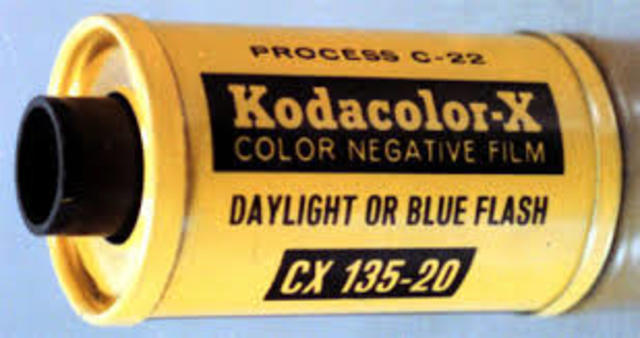 PROCESS C-22
Kodacolor-X
COLOR NEGATIVE FILM
DAYLIGHT OR BLUE FLASH
CX 135-20